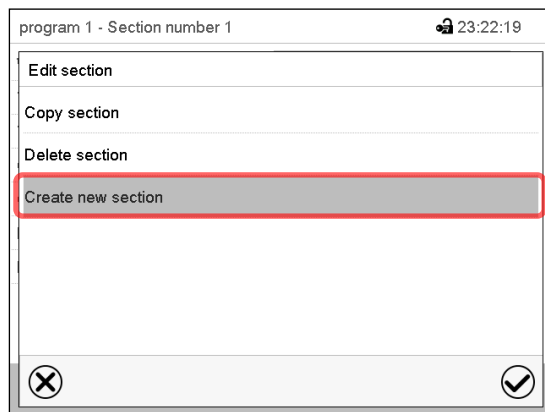 program 1 - Section number 1 23:22:19
Edit section
Copy section
Delete section
Create new section